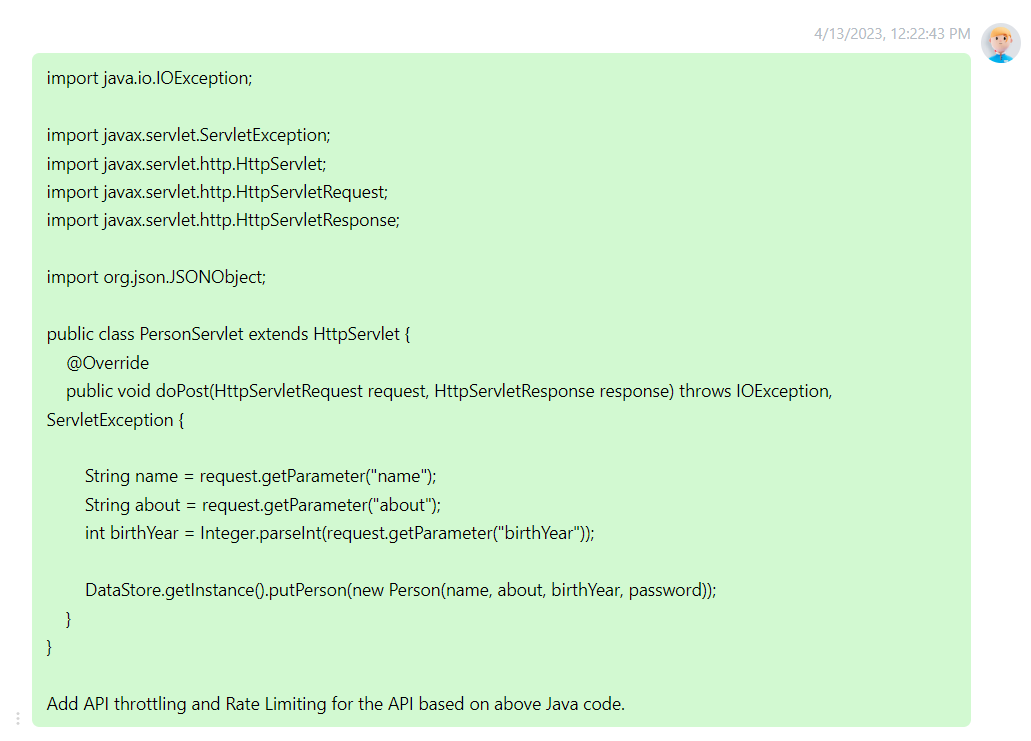 4/13/2023, 12:22:43 PM
import java.io.IOException;
import javax.servlet.ServletException;
import javax.servlet.http.HttpServlet;
import javax.servlet.http.HttpServletRequest;
import javax.servlet.http.HttpServletResponse;
import org.json.JSONObject;
public class PersonServlet extends HttpServlet {
@Override
public void doPost(HttpServletRequest request, HttpServletResponse response) throws IOException,
ServletException {
String name = request.getParameter("name");
String about = request.getParameter("about");
int birthYear = Integer.parseInt(request.getParameter("birthYear"));
DataStore.getInstance().putPerson(new Person(name, about, birthYear, password));
}
}
Add API throttling and Rate Limiting for the API based on above Java code.